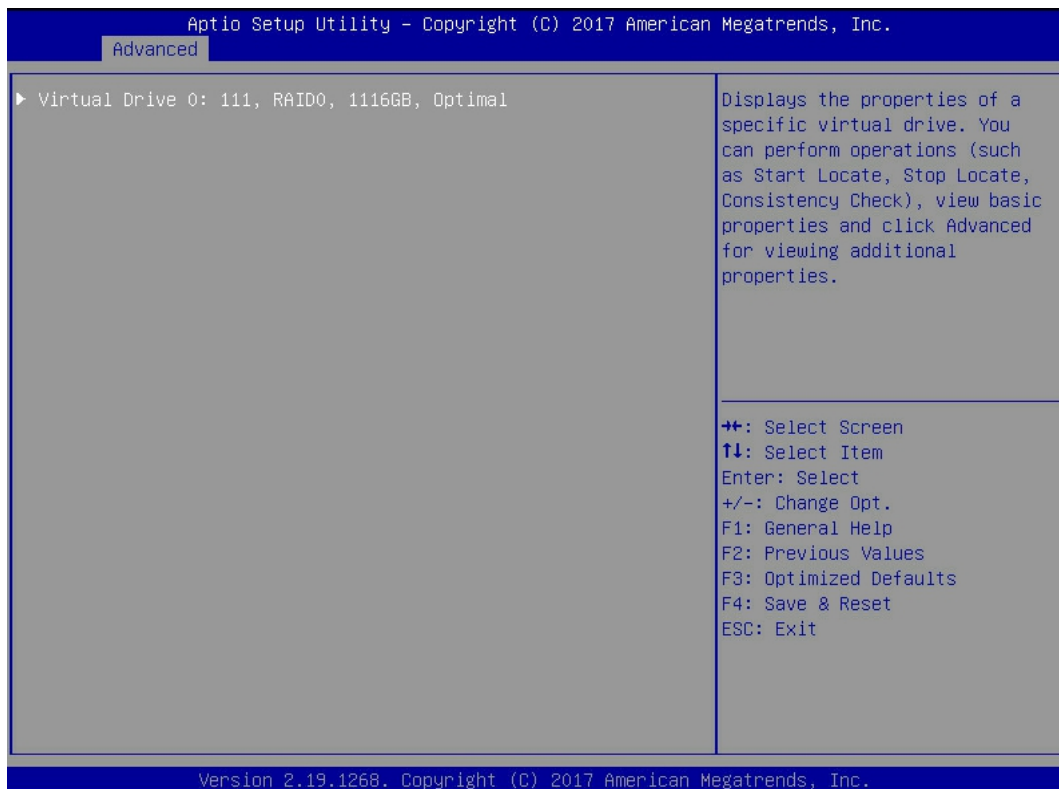 Aptio Setup Utility – Copyright (C) 2017 American Megatrends, Inc.
Advanced
▶ Virtual Drive 0: 111, RAID0, 1116GB, Optimal
Displays the properties of a
specific virtual drive. You
can perform operations (such
as Start Locate, Stop Locate,
Consistency Check), view basic
properties and click Advanced
for viewing additional
properties.
→←: Select Screen
↑↓: Select Item
Enter: Select
+/-: Change Opt.
F1: General Help
F2: Previous Values
F3: Optimized Defaults
F4: Save & Reset
ESC: Exit
Version 2.19.1268. Copyright (C) 2017 American Megatrends, Inc.